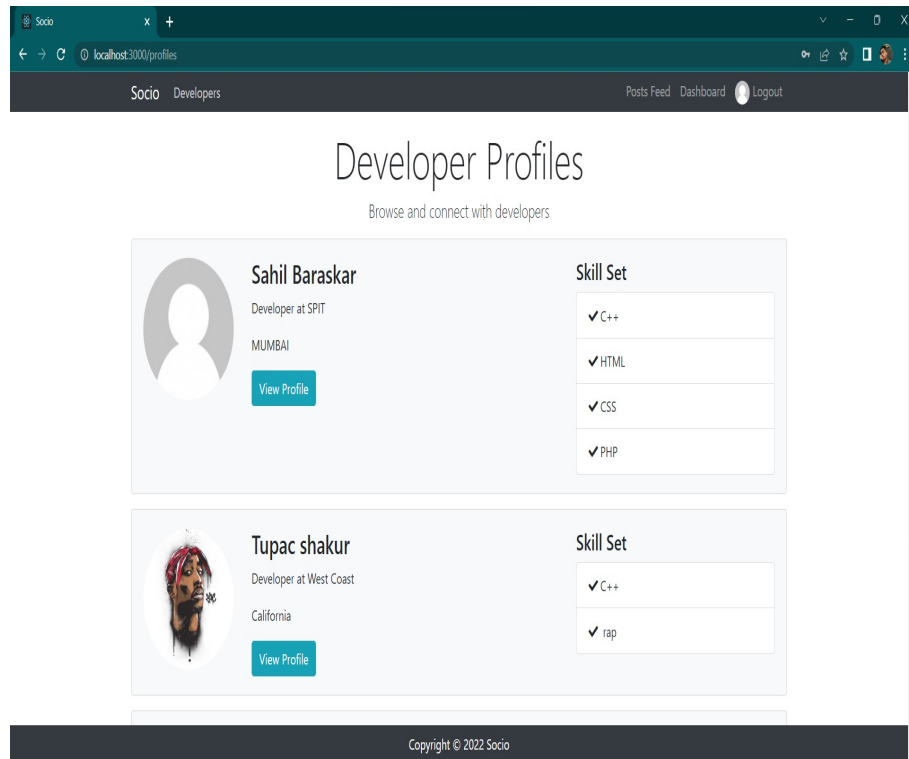 Socio
localhost:3000/profiles
Socio Developers Posts Feed Dashboard Logout
Developer Profiles
Browse and connect with developers
Sahil Baraskar
Developer at SPIT
MUMBAI
View Profile
Skill Set
C++
HTML
CSS
PHP
Tupac shakur
Developer at West Coast
California
View Profile
Skill Set
C++
rap
Copyright © 2022 Socio